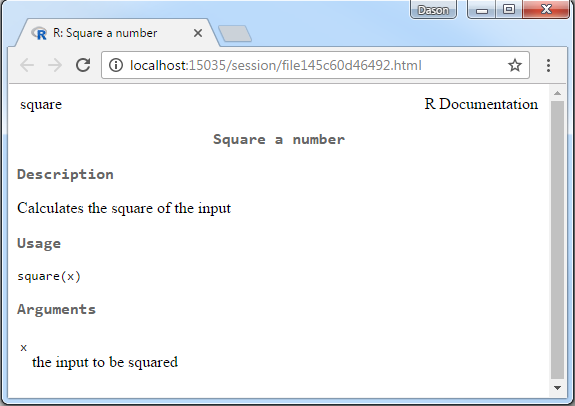 Dason
R: Square a number
localhost:15035/session/file145c60d46492.html
square R Documentation
Square a number
Description
Calculates the square of the input
Usage
square(x)
Arguments
x
the input to be squared